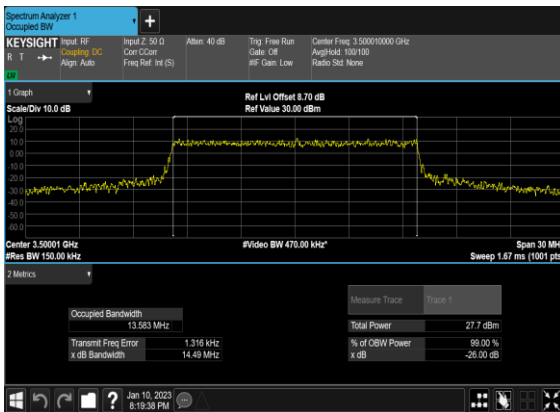 Spectrum Analyzer 1
Occupied BW
KEYSIGHT Input: RF Input Z: 50 Ω Atten: 40 dB Trig: Free Run Center Freq: 3.500010000 GHz
R T Coupling: DC Corr CCorr Gate: Off Avg|Hold: 100/100
Align: Auto Freq Ref: Int (S) #IF Gain: Low Radio Std: None
LV
1 Graph
Ref Lvl Offset 8.70 dB
Scale/Div 10.0 dB Ref Value 30.00 dBm
Log
20.0
10.0
0.00
-10.0
-20.0
-30.0
-40.0
-50.0
-60.0
Center 3.50001 GHz #Video BW 470.00 kHz* Span 30 MH
#Res BW 150.00 kHz Sweep 1.67 ms (1001 pts
2 Metrics
Measure Trace Trace 1
Occupied Bandwidth
13.583 MHz Total Power 27.7 dBm
Transmit Freq Error 1.316 kHz % of OBW Power 99.00 %
x dB Bandwidth 14.49 MHz x dB -26.00 dB
Jan 10, 2023
8:19:38 PM